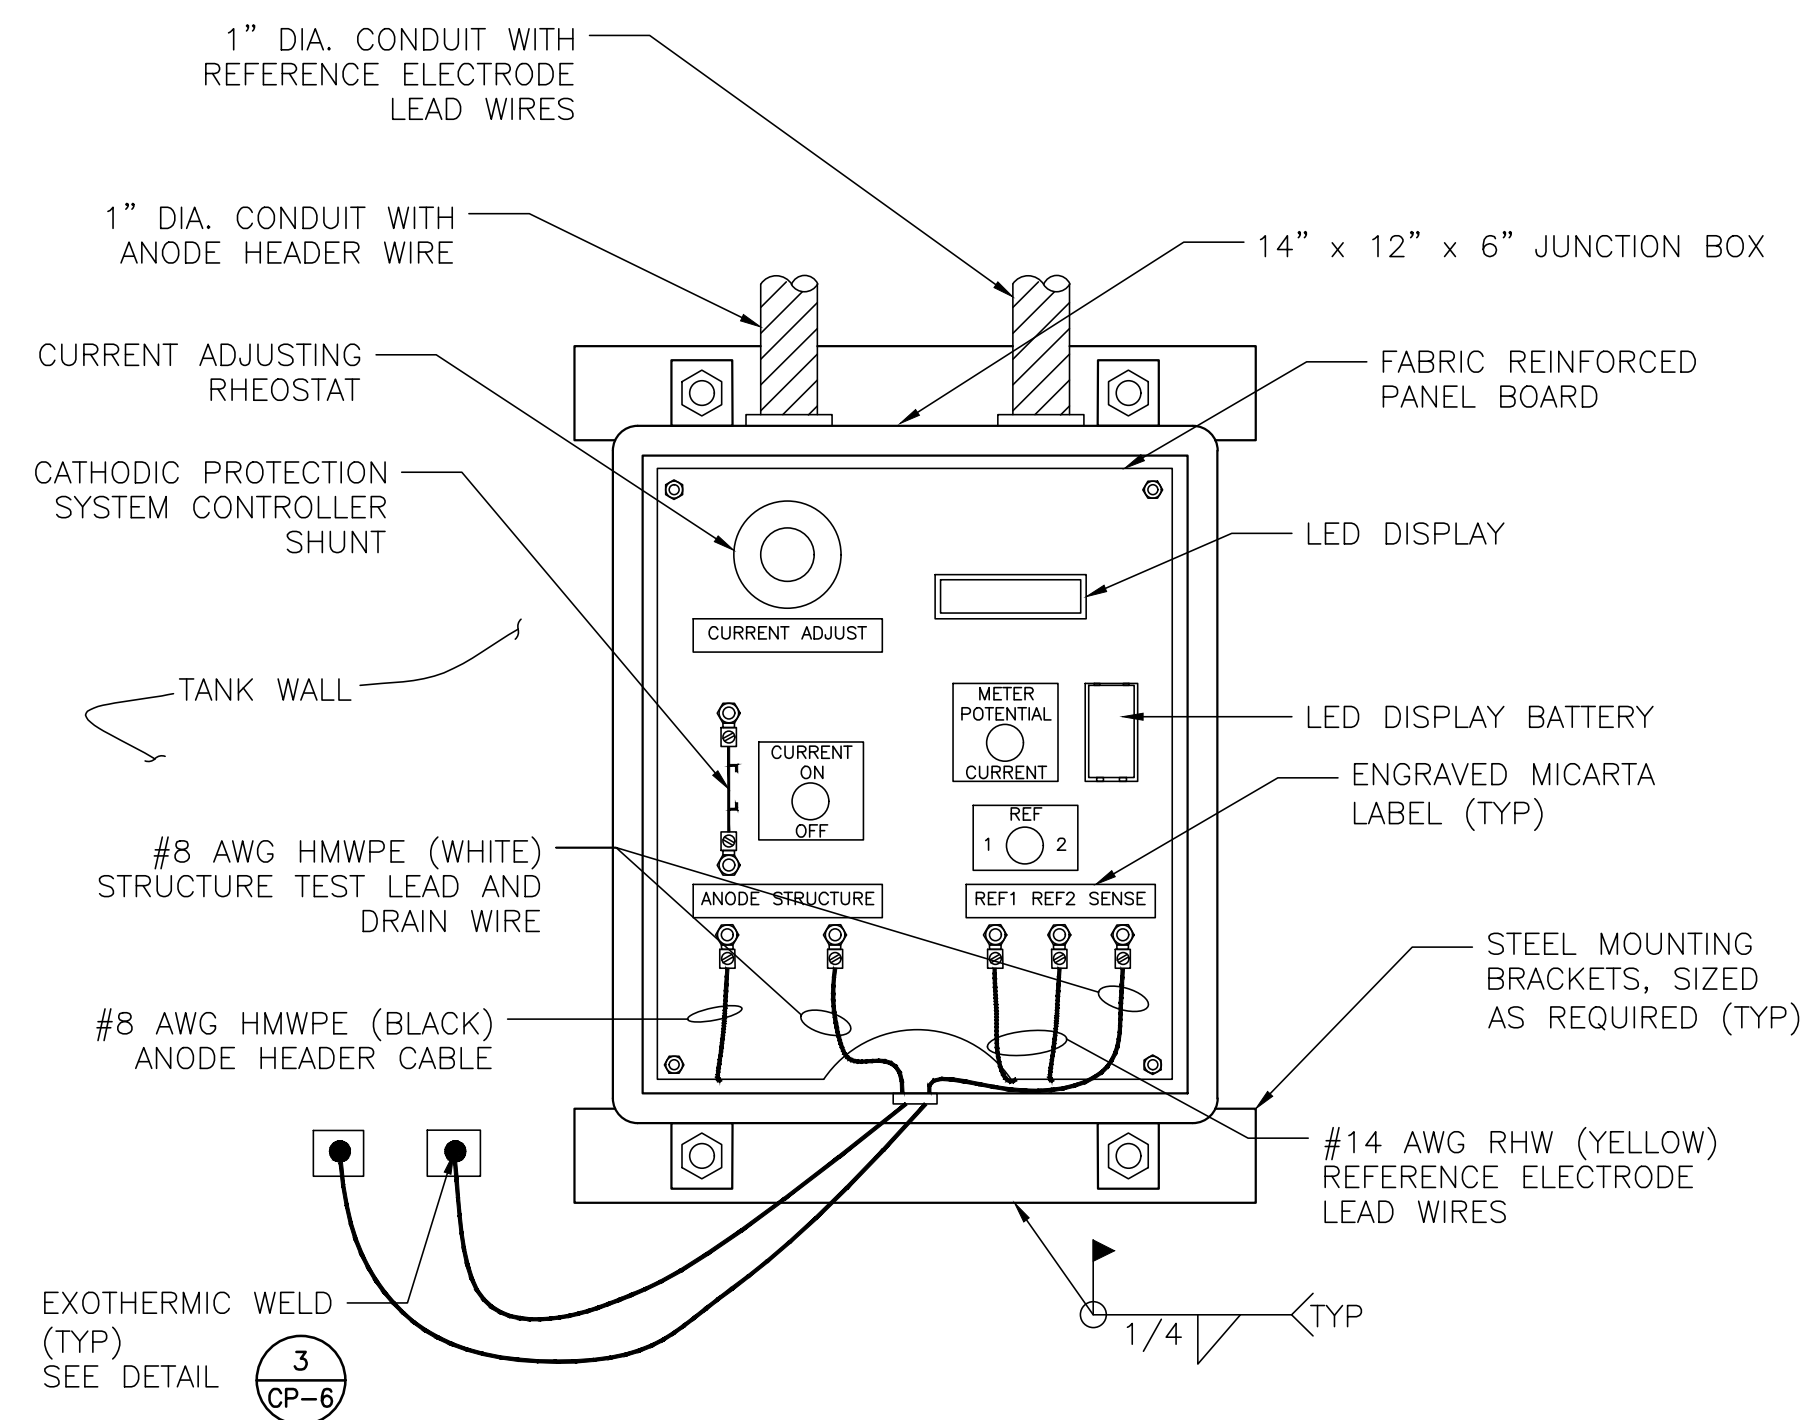 1” DIA. CONDUIT WITH
REFERENCE ELECTRODE
LEAD WIRES
1” DIA. CONDUIT WITH
ANODE HEADER WIRE
14” x 12” x 6” JUNCTION BOX
CURRENT ADJUSTING
RHEOSTAT
FABRIC REINFORCED
PANEL BOARD
CATHODIC PROTECTION
SYSTEM CONTROLLER
SHUNT
LED DISPLAY
CURRENT ADJUST
TANK WALL
METER
POTENTIAL
CURRENT
LED DISPLAY BATTERY
CURRENT
ON
OFF
ENGRAVED MICARTA
LABEL (TYP)
REF
1 2
#8 AWG HMWPE (WHITE)
STRUCTURE TEST LEAD AND
DRAIN WIRE
ANODE STRUCTURE
REF1 REF2 SENSE
STEEL MOUNTING
BRACKETS, SIZED
AS REQUIRED (TYP)
#8 AWG HMWPE (BLACK)
ANODE HEADER CABLE
#14 AWG RHW (YELLOW)
REFERENCE ELECTRODE
LEAD WIRES
EXOTHERMIC WELD
(TYP)
SEE DETAIL
3
CP-6
1/4
TYP